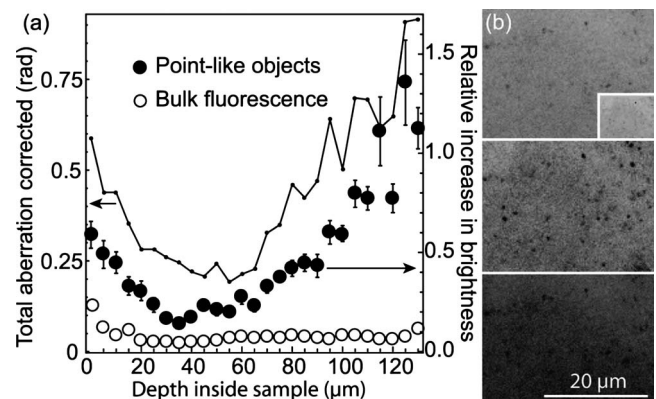 (a)
Total aberration corrected (rad)
0.75
0.5
0.25
0
Point-like objects
Bulk fluorescence
1.5
1.0
0.5
0.0
Relative increase in brightness
0
20
40
60
80
100
120
Depth inside sample (μm)
(b)
20 μm